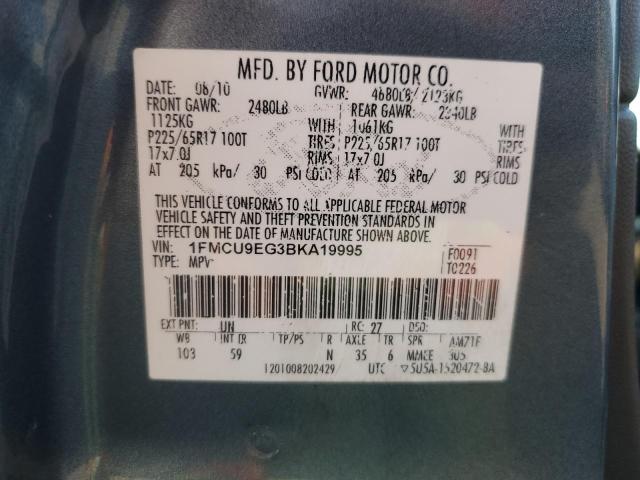 MFD. BY FORD MOTOR CO.
DATE: 08/10 GVWR: 4680LB/ 2123KG
FRONT GAWR: 2480LB REAR GAWR: 2340LB
1125KG WITH 1061KG WITH
P225/65R17 100T TIRES P225/65R17 100T TIRES
17x7.0J RIMS 17x7.0J RIMS
AT 205 kPa/ 30 PSI COLD AT 205 kPa/ 30 PSI COLD
THIS VEHICLE CONFORMS TO ALL APPLICABLE FEDERAL MOTOR
VEHICLE SAFETY AND THEFT PREVENTION STANDARDS IN
EFFECT ON THE DATE OF MANUFACTURE SHOWN ABOVE.
VIN: 1FMCU9EG3BKA19995 F0091
TYPE: MPV T0226
EXT PNT: UN RC: 27 DSO:
WB INT TR TP/PS R AXLE TR SPR AM71F
103 59 N 35 6 305
1201008202429 UTC ▽5U5A-1520472-BA